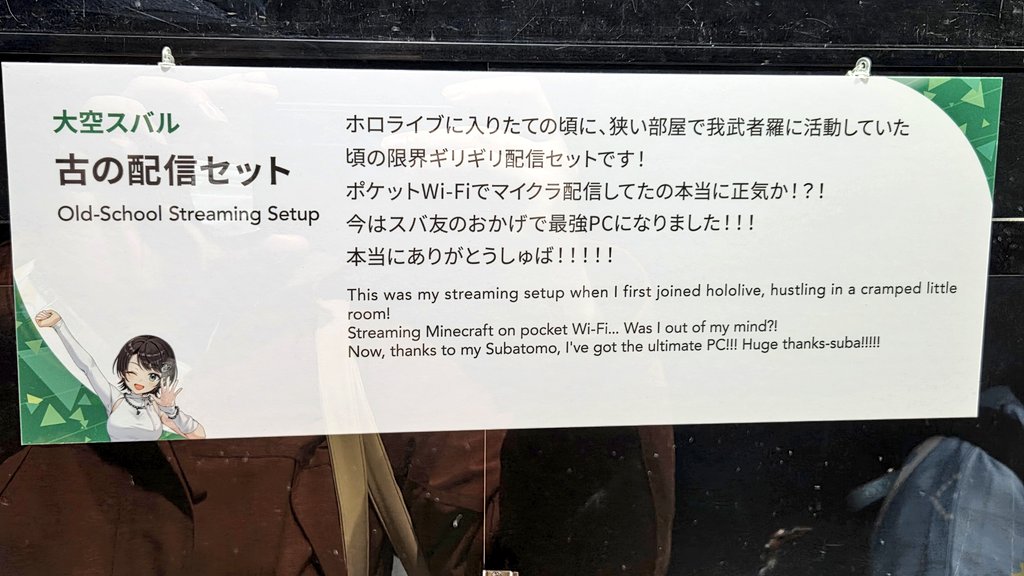 大空スバル
古の配信セット
Old-School Streaming Setup
ホロライブに入りたての頃に、狭い部屋で我武者羅に活動していた
頃の限界ギリギリ配信セットです！
ポケットWi-Fiでマイクラ配信してたの本当に正気か！？！
今はスバ友のおかげで最強PCになりました！！！
本当にありがとうしゅば！！！！！
This was my streaming setup when I first joined hololive, hustling in a cramped little
room!
Streaming Minecraft on pocket Wi-Fi... Was I out of my mind?!
Now, thanks to my Subatomo, I've got the ultimate PC!!! Huge thanks-suba!!!!!